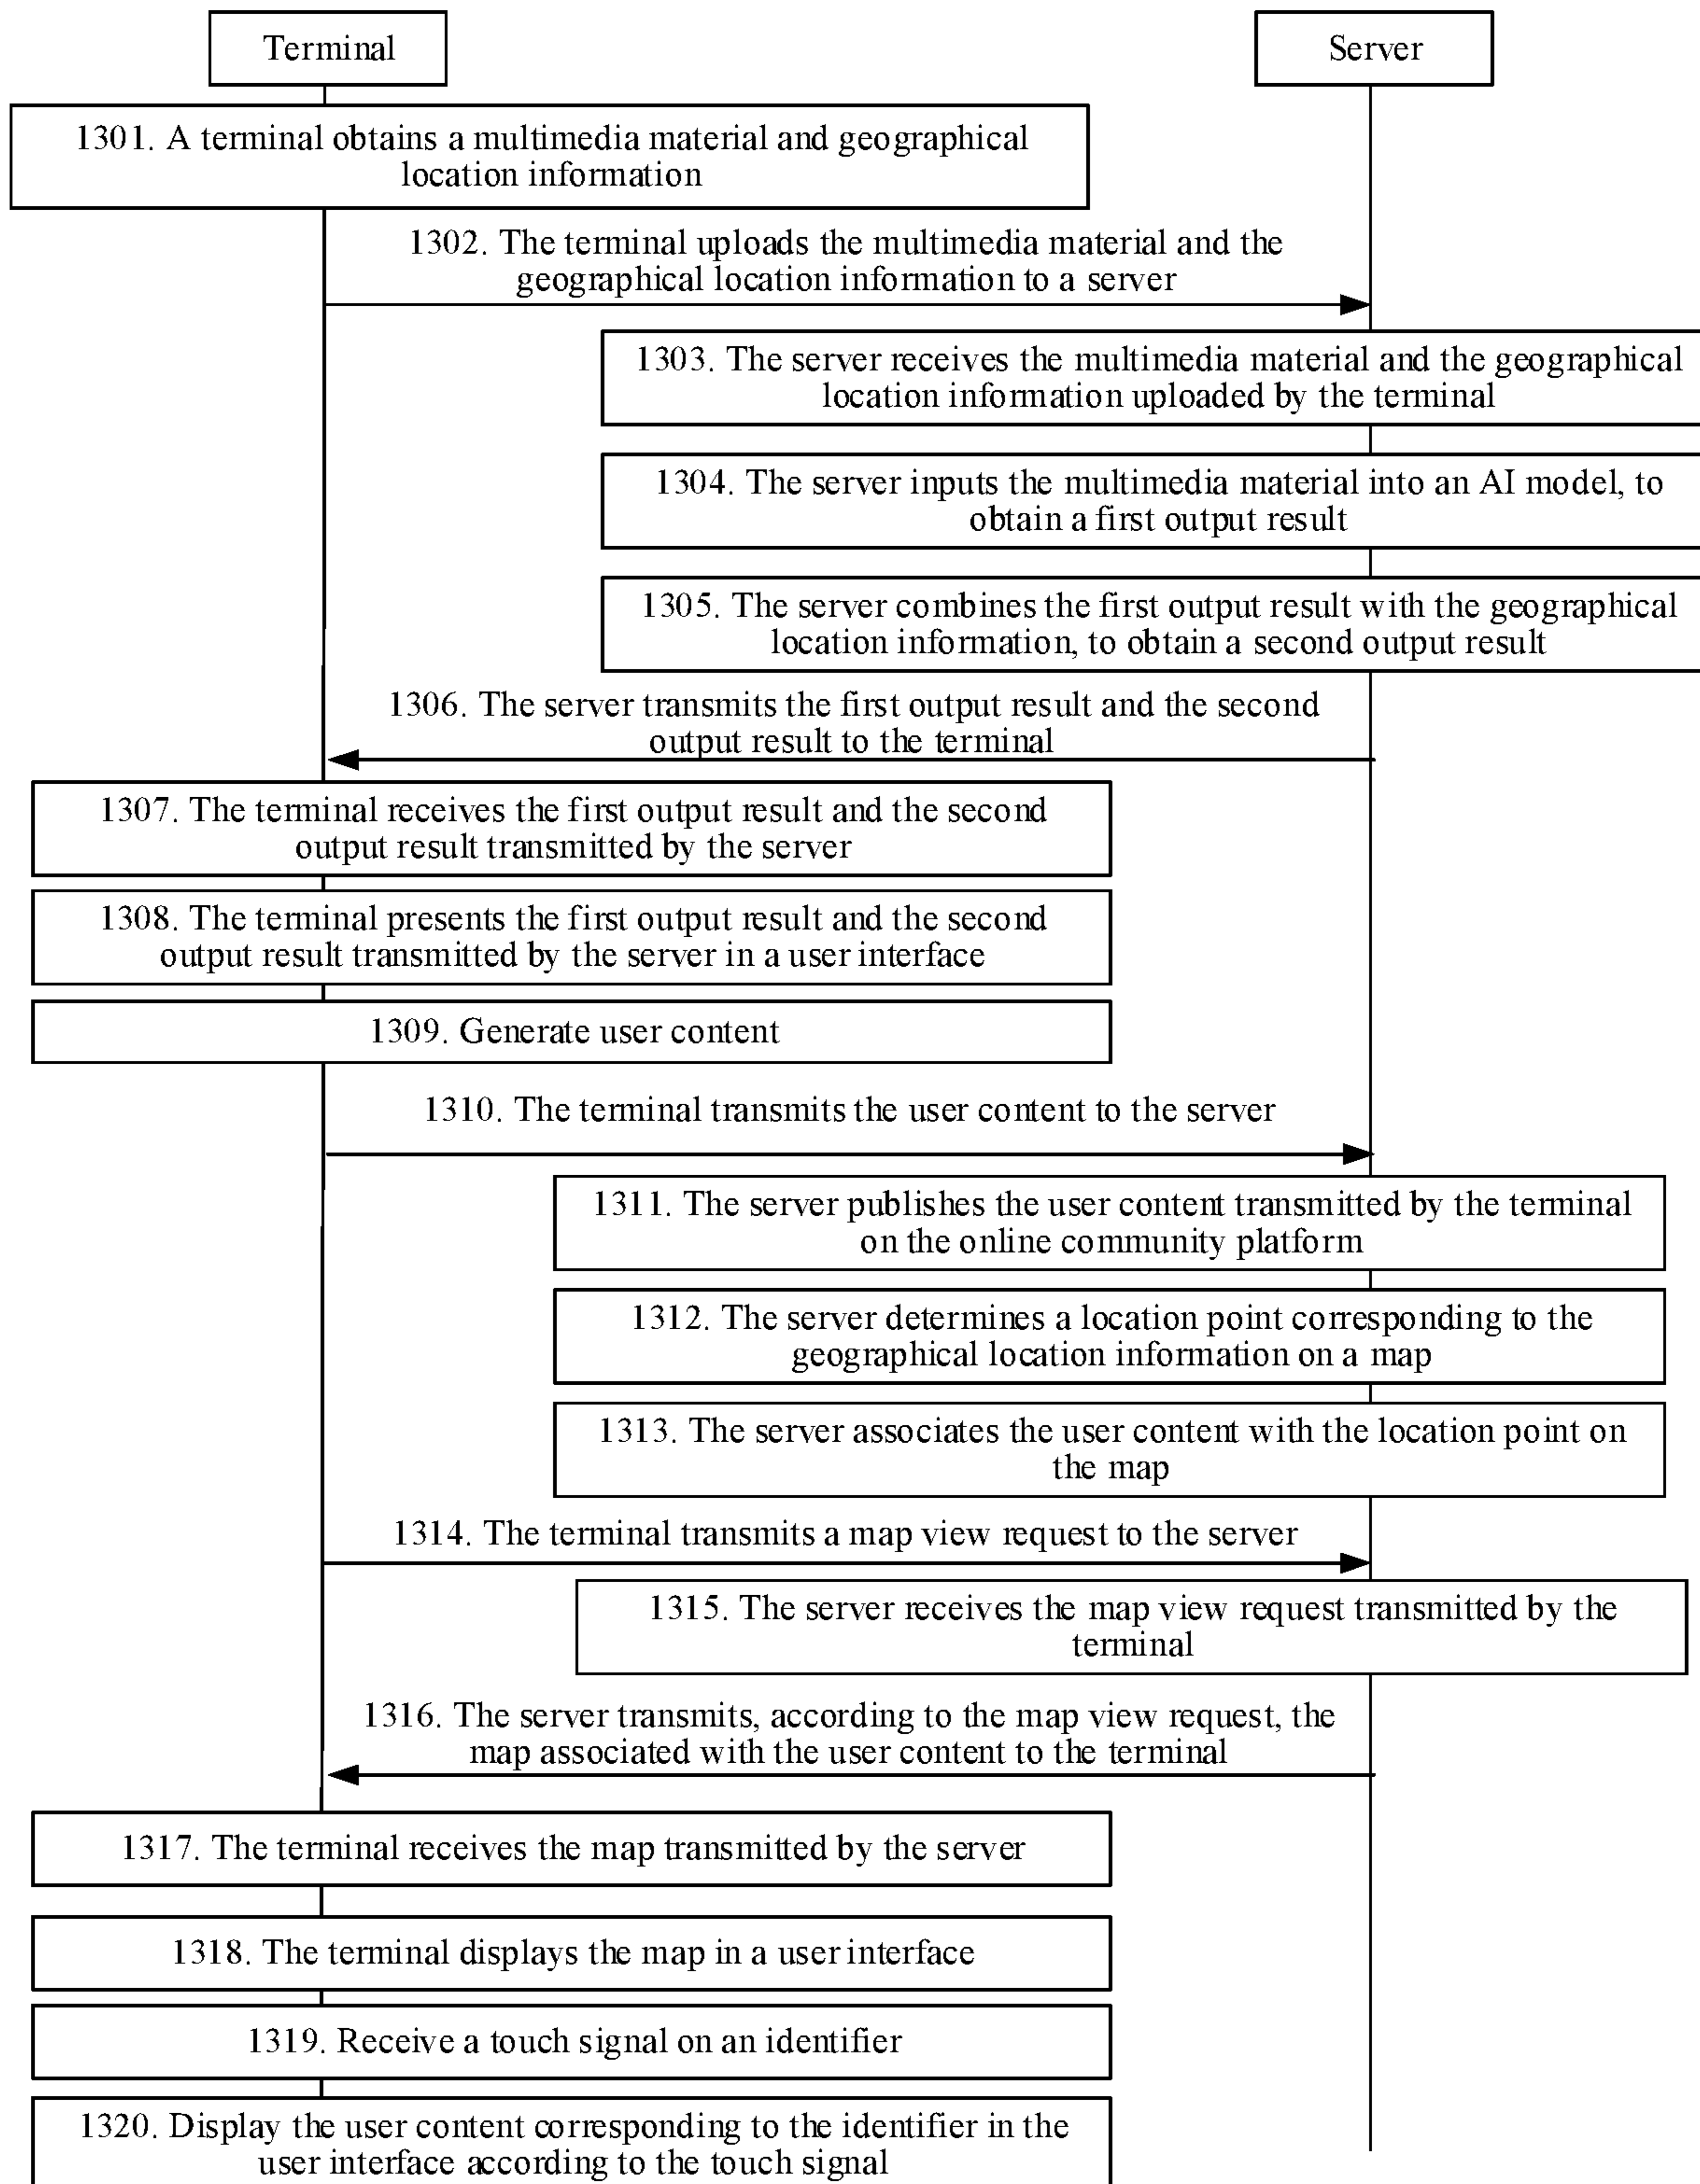 Terminal
Server
1301. A terminal obtains a multimedia material and geographical
location information
1302. The terminal uploads the multimedia material and the
geographical location information to a server
1303. The server receives the multimedia material and the geographical
location information uploaded by the terminal
1304. The server inputs the multimedia material into an AI model, to
obtain a first output result
1305. The server combines the first output result with the geographical
location information, to obtain a second output result
1306. The server transmits the first output result and the second
output result to the terminal
1307. The terminal receives the first output result and the second
output result transmitted by the server
1308. The terminal presents the first output result and the second
output result transmitted by the server in a user interface
1309. Generate user content
1310. The terminal transmits the user content to the server
1311. The server publishes the user content transmitted by the terminal
on the online community platform
1312. The server determines a location point corresponding to the
geographical location information on a map
1313. The server associates the user content with the location point on
the map
1314. The terminal transmits a map view request to the server
1315. The server receives the map view request transmitted by the
terminal
1316. The server transmits, according to the map view request, the
map associated with the user content to the terminal
1317. The terminal receives the map transmitted by the server
1318. The terminal displays the map in a user interface
1319. Receive a touch signal on an identifier
1320. Display the user content corresponding to the identifier in the
user interface according to the touch signal